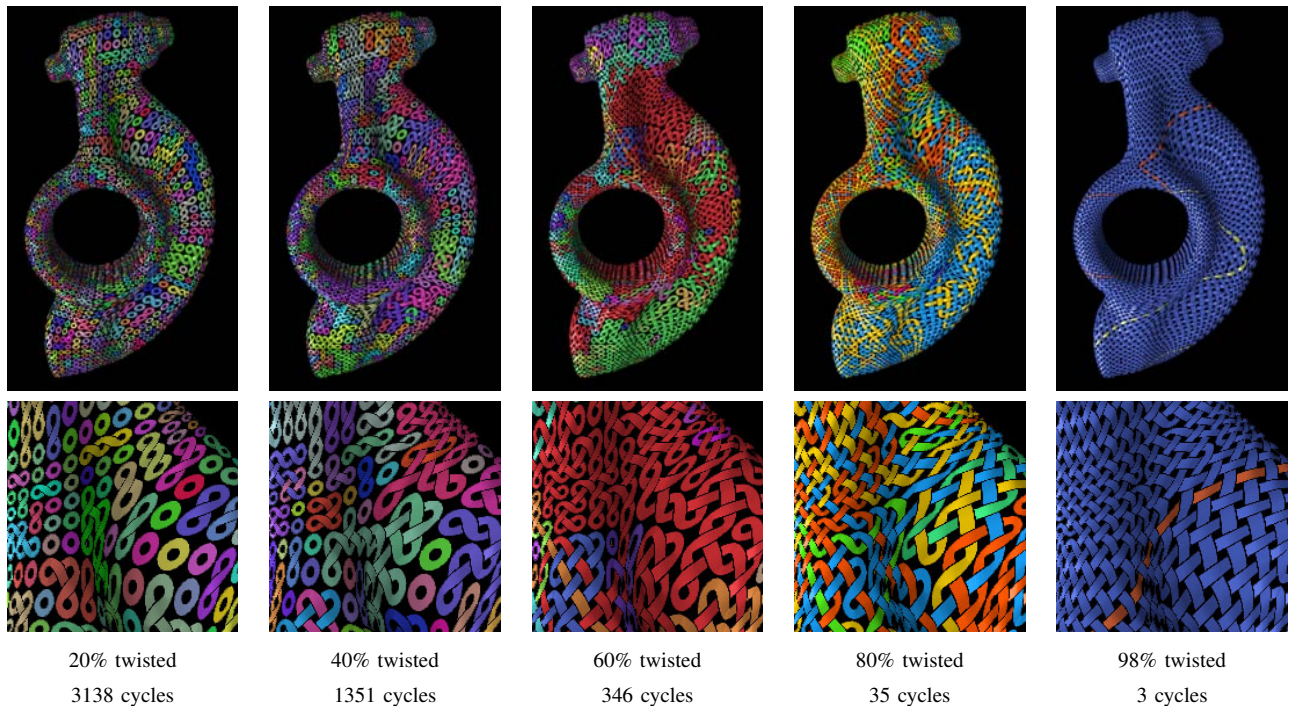 20% twisted 40% twisted 60% twisted 80% twisted 98% twisted
3138 cycles 1351 cycles 346 cycles 35 cycles 3 cycles